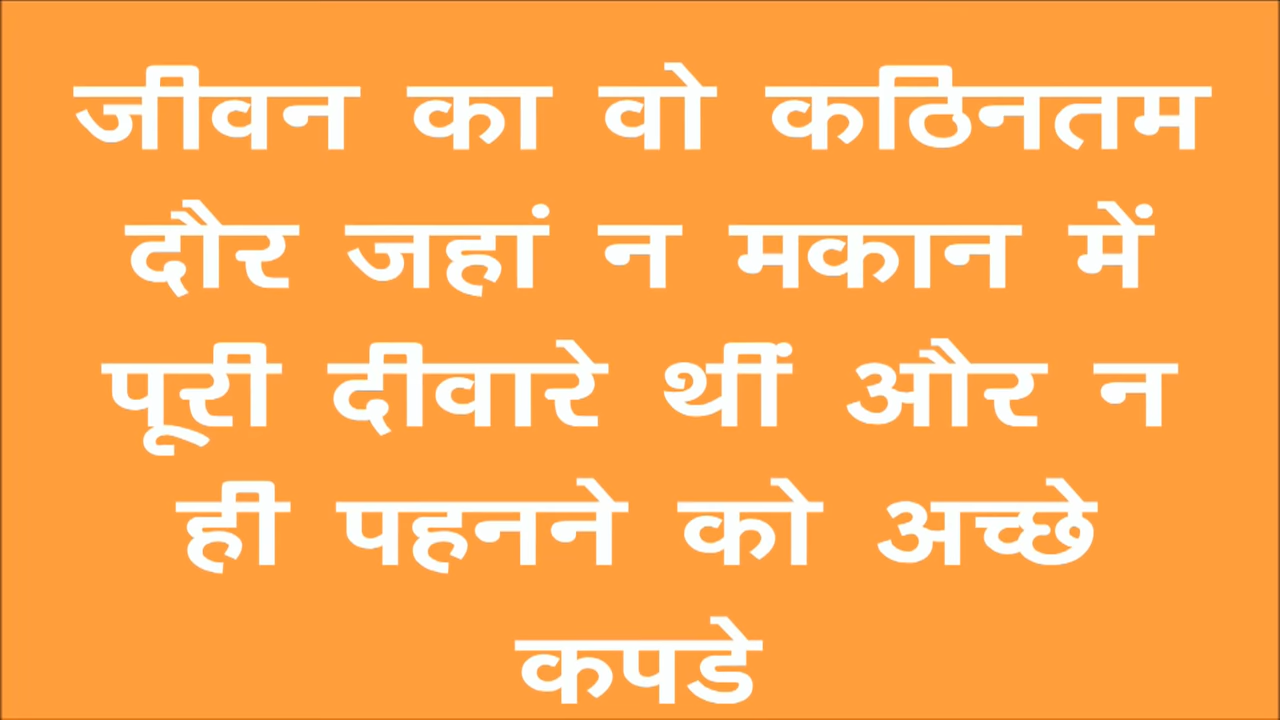 जीवन का वो कठिनतम
दौर जहां न मकान में
पूरी दीवारे थीं और न
ही पहनने को अच्छे
कपडे